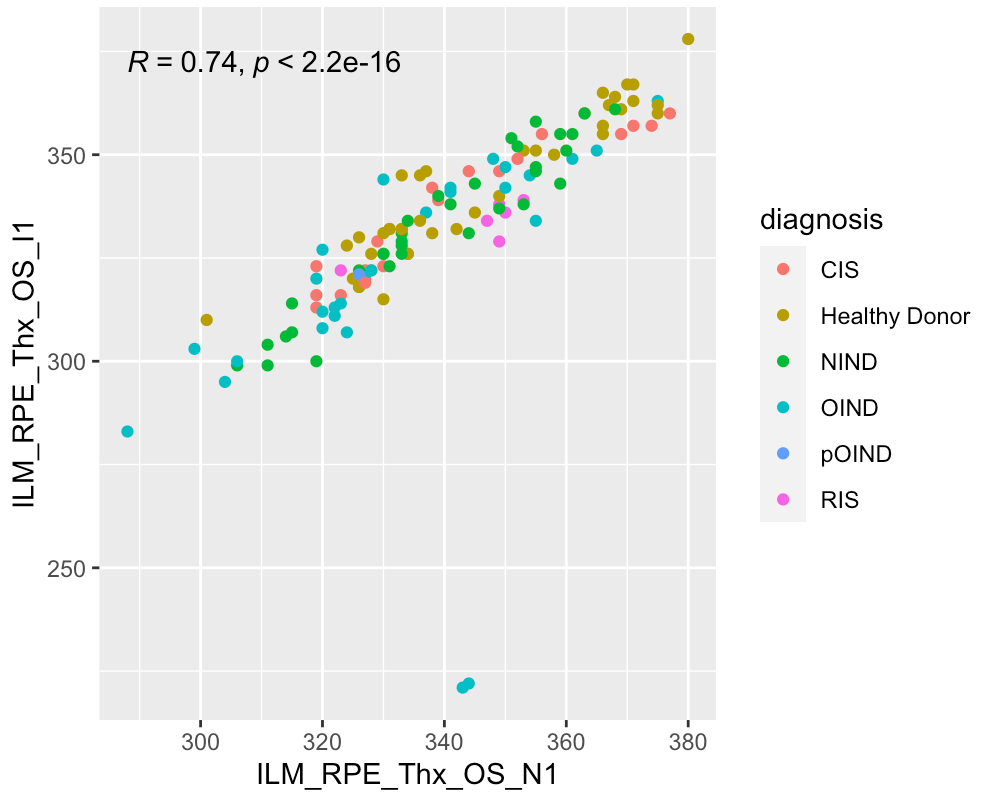 R = 0.74, p < 2.2e-16
350
300
250
300 320 340 360 380
ILM_RPE_Thx_OS_N1
ILM_RPE_Thx_OS_I1
diagnosis
CIS
Healthy Donor
NIND
OIND
pOIND
RIS